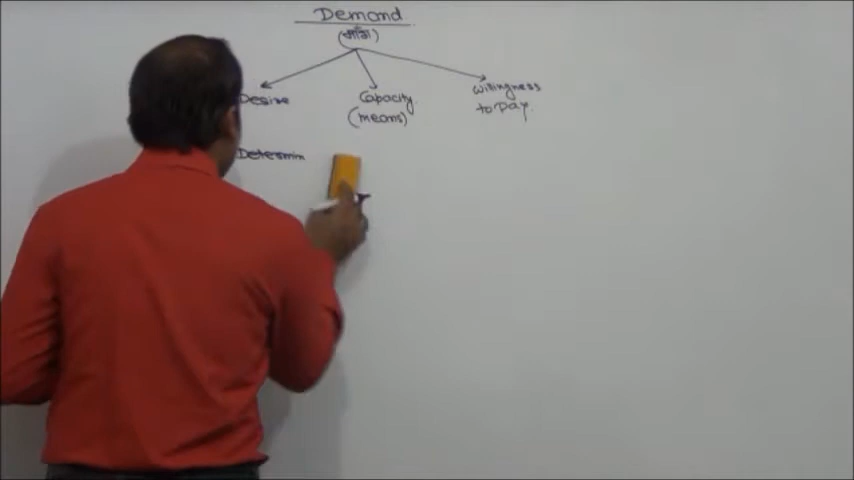 Demand
(माँग)
Desire Capacity Willingness
(means) to Pay.
Determin